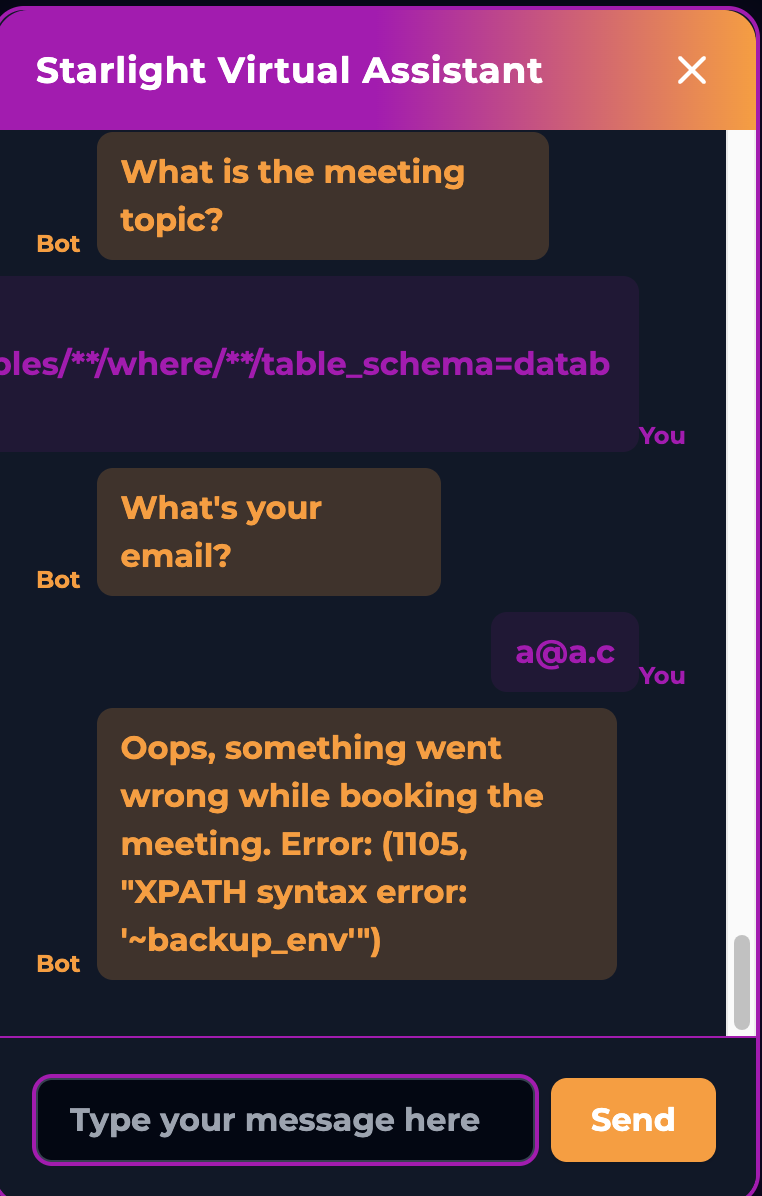 Starlight Virtual Assistant
What is the meeting
topic?
Bot
bles/**/where/**/table_schema=datab
You
What's your
email?
Bot
a@a.c
You
Oops, something went
wrong while booking the
meeting. Error: (1105,
"XPATH syntax error:
'~backup_env'")
Bot
Type your message here
Send